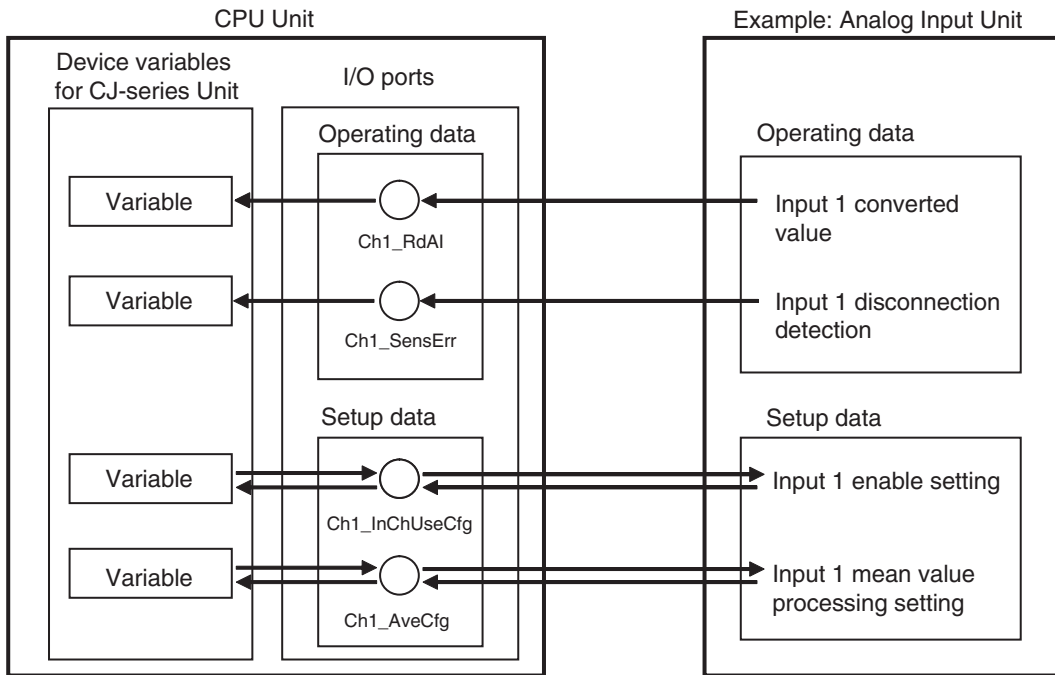 CPU Unit
Example: Analog Input Unit
Device variables
for CJ-series Unit
I/O ports
Operating data
Variable
Ch1_RdAI
Variable
Ch1_SensErr
Setup data
Variable
Ch1_InChUseCfg
Variable
Ch1_AveCfg
Operating data
Input 1 converted
value
Input 1 disconnection
detection
Setup data
Input 1 enable setting
Input 1 mean value
processing setting